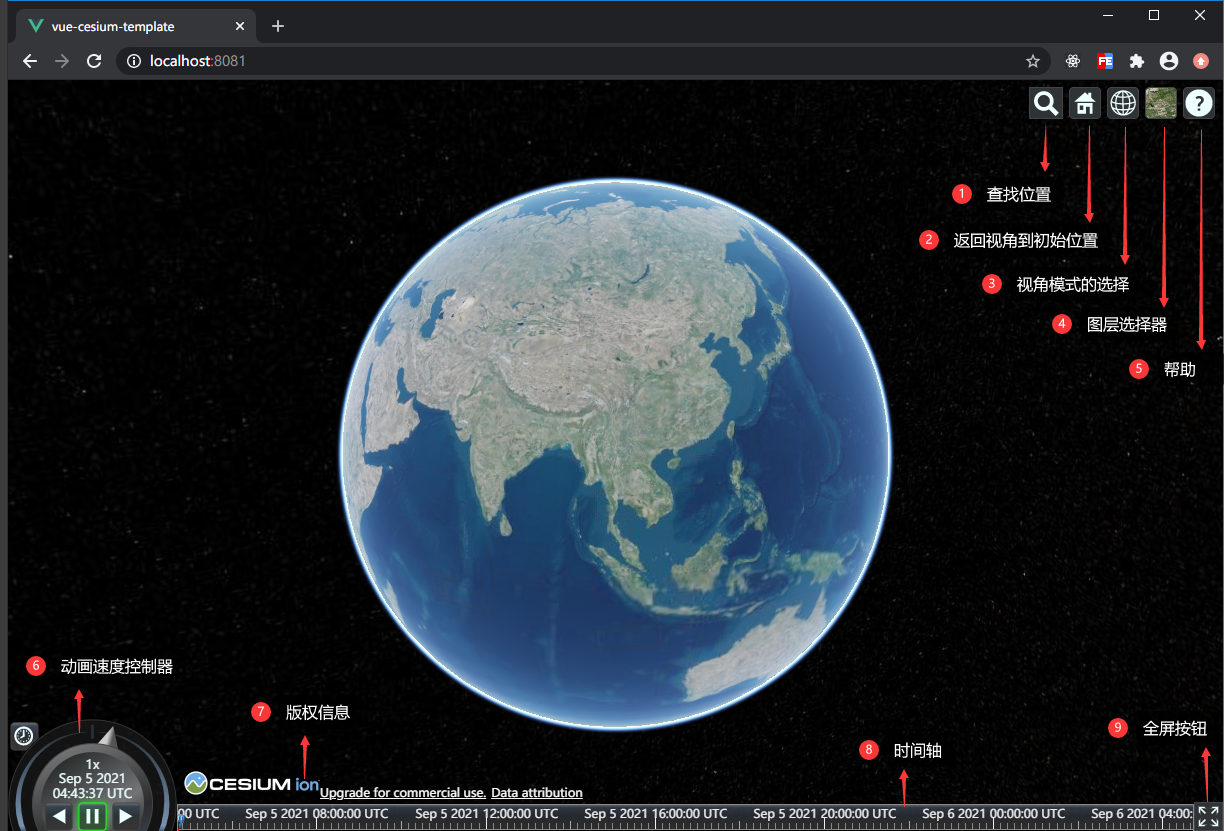 vue-cesium-template
localhost:8081
FE
?
1 查找位置
2 返回视角到初始位置
3 视角模式的选择
4 图层选择器
5 帮助
6 动画速度控制器
7 版权信息
8 时间轴
9 全屏按钮
1x
Sep 5 2021
04:43:37 UTC
CESIUM ion
Upgrade for commercial use. Data attribution
00 UTC Sep 5 2021 08:00:00 UTC Sep 5 2021 12:00:00 UTC Sep 5 2021 16:00:00 UTC Sep 5 2021 20:00:00 UTC Sep 6 2021 00:00:00 UTC Sep 6 2021 04:00: